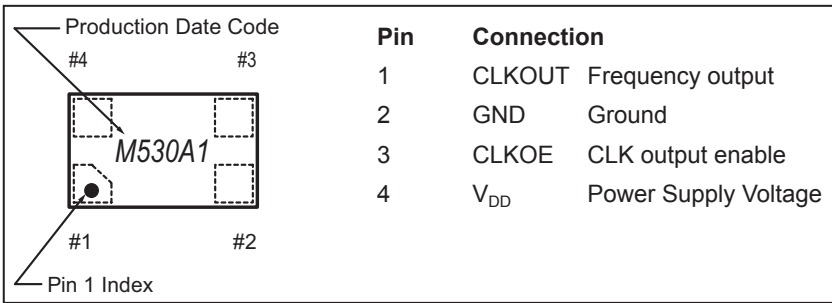 Production Date Code
#4 #3
M530A1
#1 #2
Pin 1 Index
Pin Connection
1 CLKOUT Frequency output
2 GND Ground
3 CLKOE CLK output enable
4 VDD Power Supply Voltage